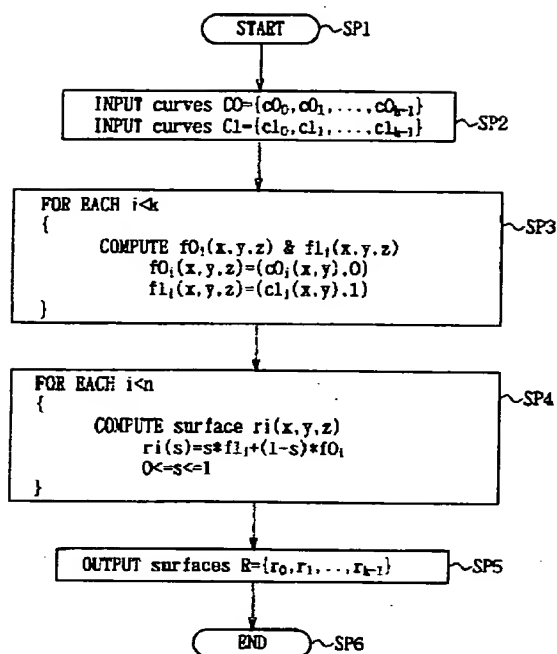 START SP1
INPUT curves C0={c0₀,c0₁,...,c0ₖ₋₁}
INPUT curves C1={c1₀,c1₁,...,c1ₖ₋₁} SP2
FOR EACH i<k
{ SP3
COMPUTE f0ᵢ(x,y,z) & f1ᵢ(x,y,z)
f0ᵢ(x,y,z)=(c0ᵢ(x,y).0)
f1ᵢ(x,y,z)=(c1ᵢ(x,y).1)
}
FOR EACH i<n
{ SP4
COMPUTE surface ri(x,y,z)
ri(s)=s*f1ᵢ+(1-s)*f0ᵢ
0<=s<=1
}
OUTPUT surfaces R={r₀,r₁,...,rₖ₋₁} SP5
END SP6